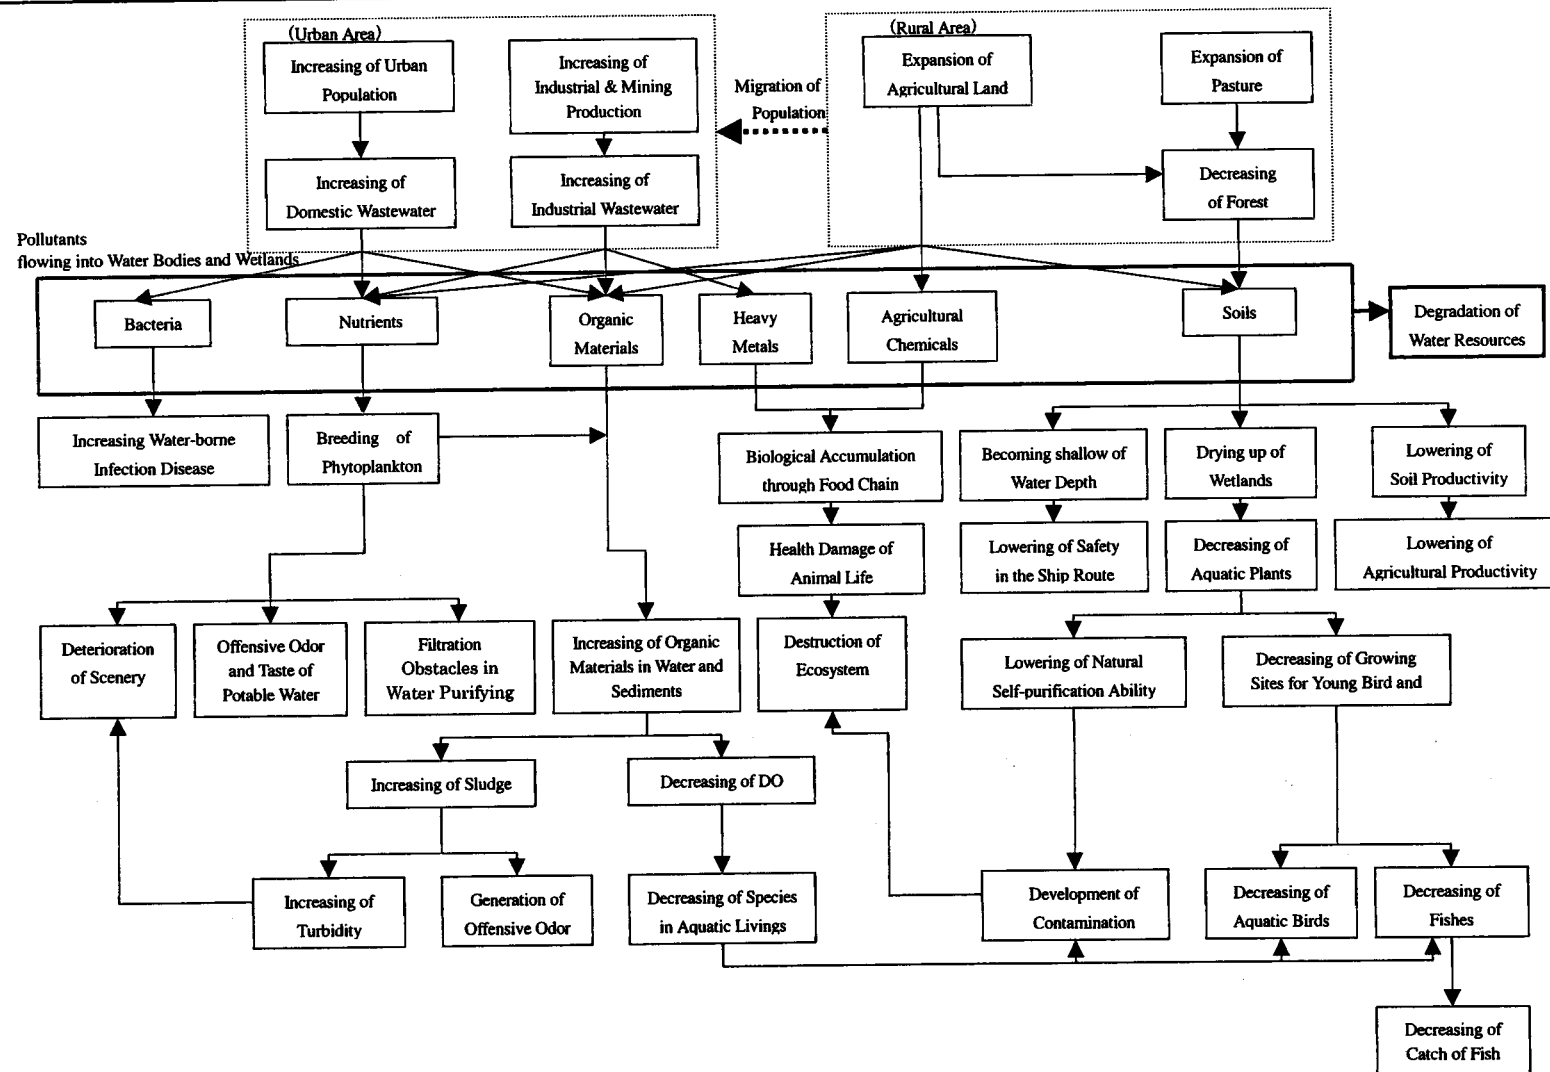 (Urban Area)
Increasing of Urban
Population
Increasing of
Industrial & Mining
Production
Migration of
Population
(Rural Area)
Expansion of
Agricultural Land
Expansion of
Pasture
Increasing of
Domestic Wastewater
Increasing of
Industrial Wastewater
Decreasing
of Forest
Pollutants
flowing into Water Bodies and Wetlands
Bacteria
Nutrients
Organic
Materials
Heavy
Metals
Agricultural
Chemicals
Soils
Degradation of
Water Resources
Increasing Water-borne
Infection Disease
Breeding of
Phytoplankton
Biological Accumulation
through Food Chain
Becoming shallow of
Water Depth
Drying up of
Wetlands
Lowering of
Soil Productivity
Health Damage of
Animal Life
Lowering of Safety
in the Ship Route
Decreasing of
Aquatic Plants
Lowering of
Agricultural Productivity
Deterioration
of Scenery
Offensive Odor
and Taste of
Potable Water
Filtration
Obstacles in
Water Purifying
Increasing of Organic
Materials in Water and
Sediments
Destruction of
Ecosystem
Lowering of Natural
Self-purification Ability
Decreasing of Growing
Sites for Young Bird and
Increasing of Sludge
Decreasing of DO
Increasing of
Turbidity
Generation of
Offensive Odor
Decreasing of Species
in Aquatic Livings
Development of
Contamination
Decreasing of
Aquatic Birds
Decreasing of
Fishes
Decreasing of
Catch of Fish